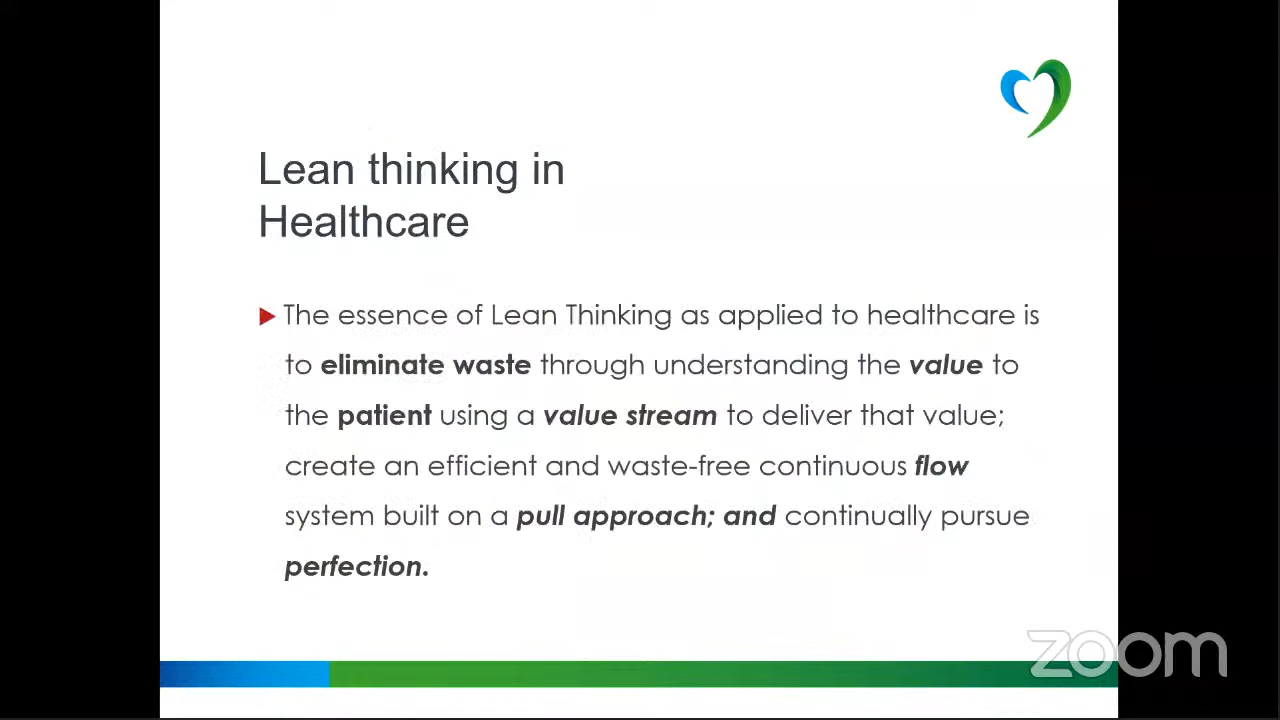 Lean thinking in
Healthcare
The essence of Lean Thinking as applied to healthcare is
to eliminate waste through understanding the value to
the patient using a value stream to deliver that value;
create an efficient and waste-free continuous flow
system built on a pull approach; and continually pursue
perfection.
zoom